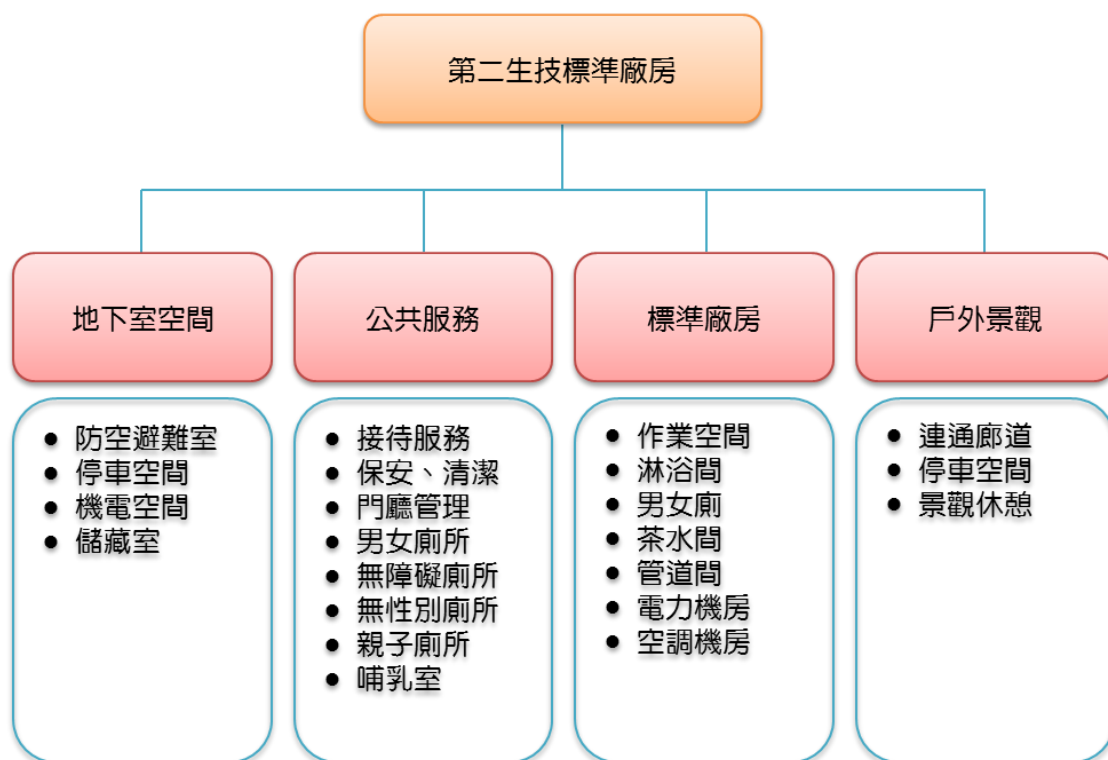 第二生技標準廠房
地下室空間
公共服務
標準廠房
戶外景觀
● 防空避難室
● 停車空間
● 機電空間
● 儲藏室
● 接待服務
● 保安、清潔
● 門廳管理
● 男女廁所
● 無障礙廁所
● 無性別廁所
● 親子廁所
● 哺乳室
● 作業空間
● 淋浴間
● 男女廁
● 茶水間
● 管道間
● 電力機房
● 空調機房
● 連通廊道
● 停車空間
● 景觀休憩